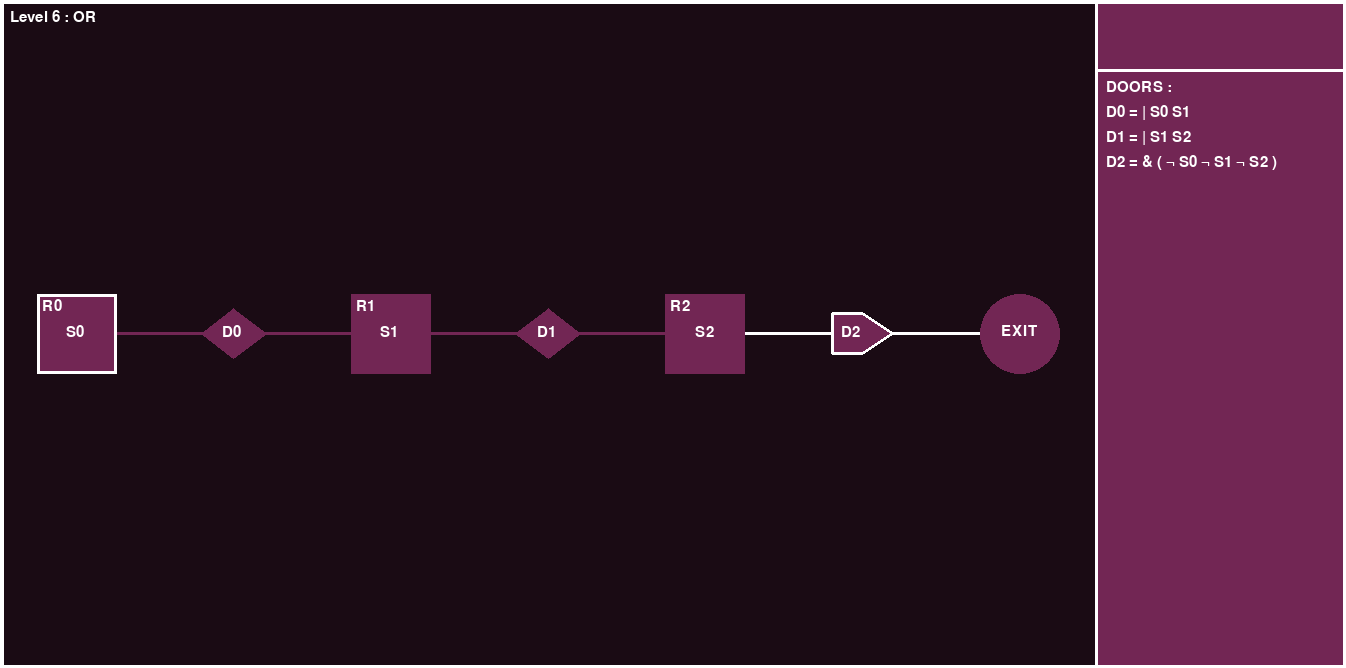 Level 6 : OR
DOORS :
D0 = | S0 S1
D1 = | S1 S2
D2 = & ( ¬ S0 ¬ S1 ¬ S2 )
R0
R1
R2
S0
D0
S1
D1
S2
D2
EXIT